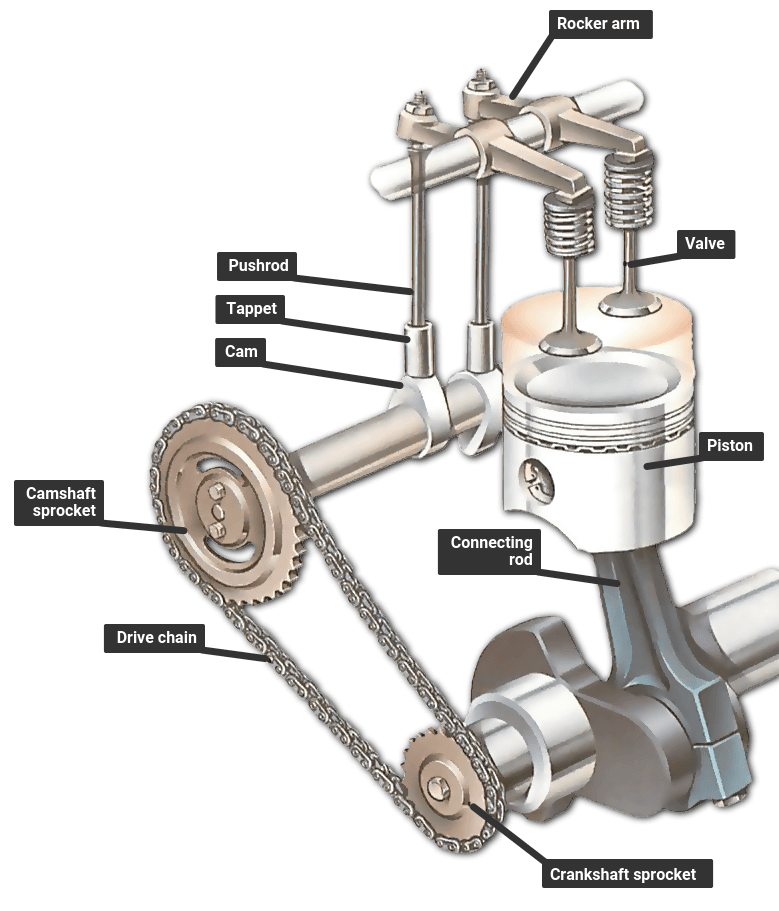 Rocker arm
Valve
Pushrod
Tappet
Cam
Piston
Camshaft
sprocket
Connecting
rod
Drive chain
Crankshaft sprocket